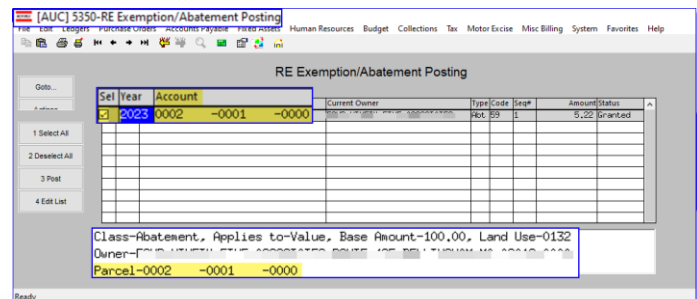 [AUC] 5350-RE Exemption/Abatement Posting
File Edit Ledgers Purchase Orders Accounts Payable Fixed Assets Human Resources Budget Collections Tax Motor Excise Misc Billing System Favorites Help
RE Exemption/Abatement Posting
Goto...
Actions
Sel Year Account Current Owner Type Code Seq# Amount Status
2023 0002 -0001 -0000 Abt 59 1 5.22 Granted
1 Select All
2 Deselect All
3 Post
4 Edit List
Class-Abatement, Applies to-Value, Base Amount-100.00, Land Use-0132
Owner-
Parcel-0002 -0001 -0000
Ready